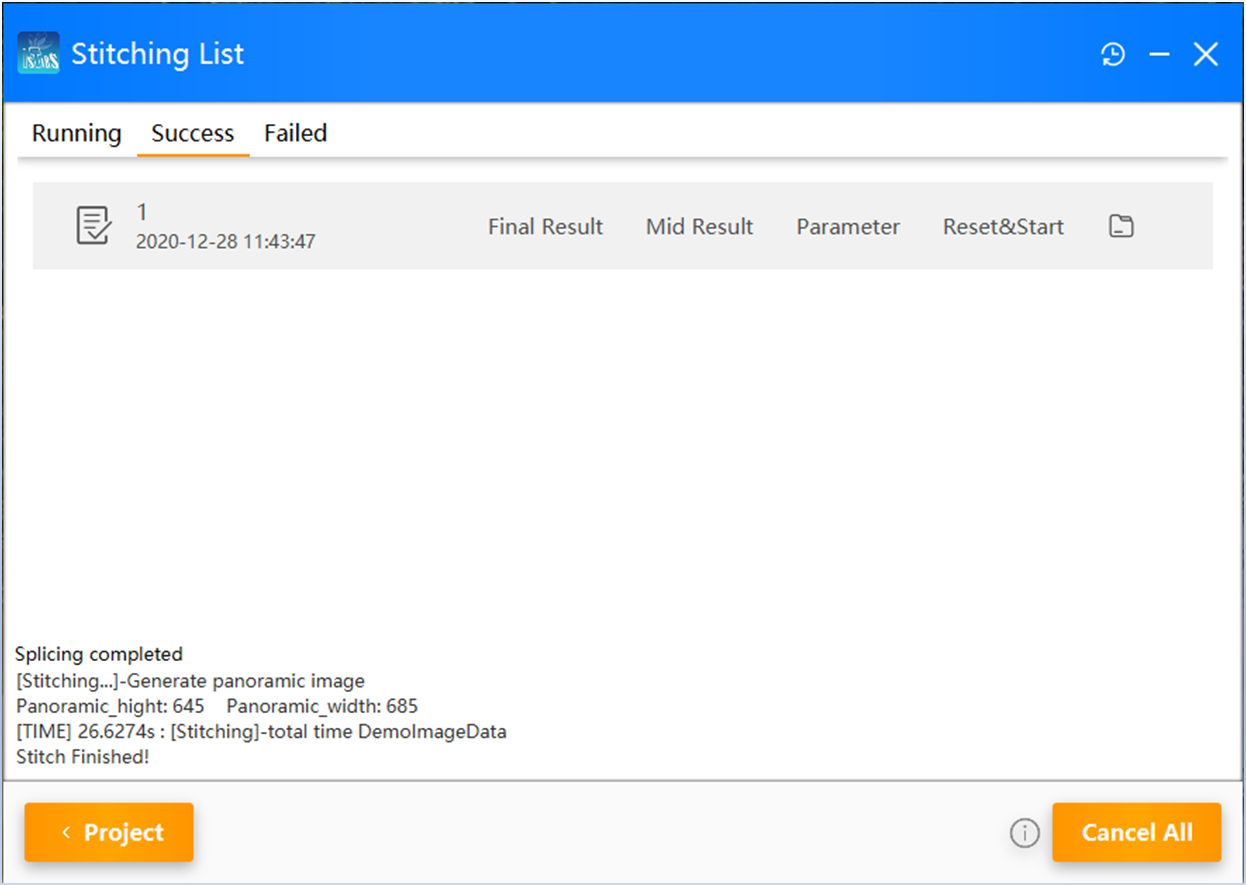 Stitching List
Running Success Failed
1
2020-12-28 11:43:47
Final Result Mid Result Parameter Reset&Start
Splicing completed
[Stitching...]-Generate panoramic image
Panoramic_hight: 645 Panoramic_width: 685
[TIME] 26.6274s : [Stitching]-total time DemoImageData
Stitch Finished!
< Project
Cancel All